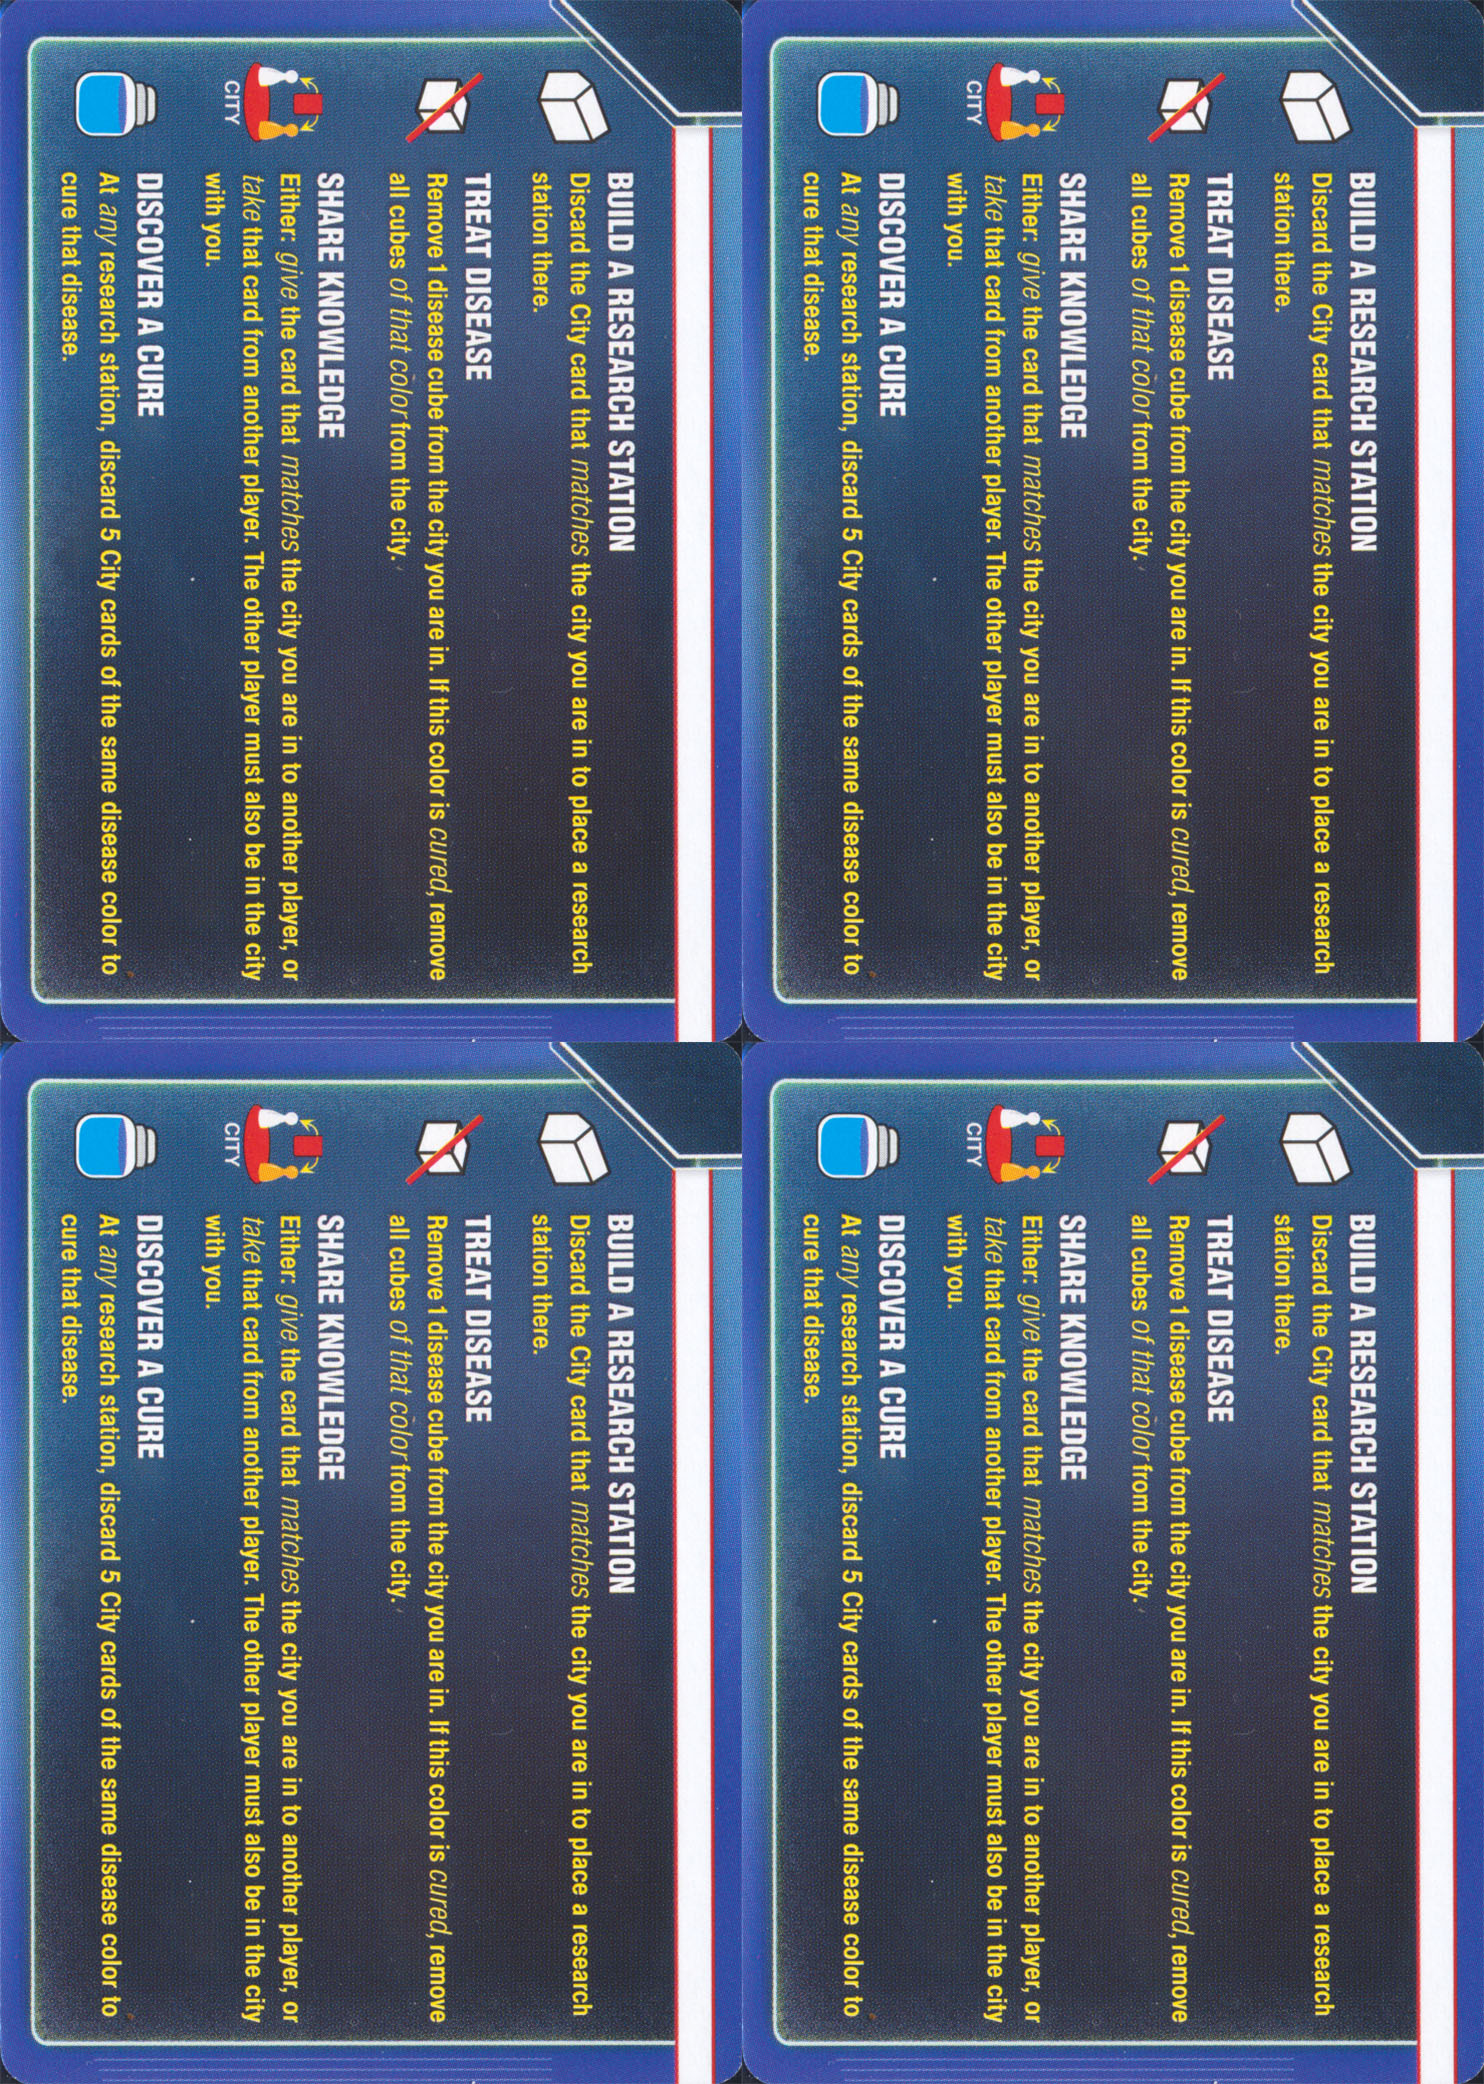 BUILD A RESEARCH STATION
Discard the City card that matches the city you are in to place a research
station there.
TREAT DISEASE
Remove 1 disease cube from the city you are in. If this color is cured, remove
all cubes of that color from the city.
CITY
SHARE KNOWLEDGE
Either: give the card that matches the city you are in to another player, or
take that card from another player. The other player must also be in the city
with you.
DISCOVER A CURE
At any research station, discard 5 City cards of the same disease color to
cure that disease.
BUILD A RESEARCH STATION
Discard the City card that matches the city you are in to place a research
station there.
TREAT DISEASE
Remove 1 disease cube from the city you are in. If this color is cured, remove
all cubes of that color from the city.
CITY
SHARE KNOWLEDGE
Either: give the card that matches the city you are in to another player, or
take that card from another player. The other player must also be in the city
with you.
DISCOVER A CURE
At any research station, discard 5 City cards of the same disease color to
cure that disease.
BUILD A RESEARCH STATION
Discard the City card that matches the city you are in to place a research
station there.
TREAT DISEASE
Remove 1 disease cube from the city you are in. If this color is cured, remove
all cubes of that color from the city.
CITY
SHARE KNOWLEDGE
Either: give the card that matches the city you are in to another player, or
take that card from another player. The other player must also be in the city
with you.
DISCOVER A CURE
At any research station, discard 5 City cards of the same disease color to
cure that disease.
BUILD A RESEARCH STATION
Discard the City card that matches the city you are in to place a research
station there.
TREAT DISEASE
Remove 1 disease cube from the city you are in. If this color is cured, remove
all cubes of that color from the city.
CITY
SHARE KNOWLEDGE
Either: give the card that matches the city you are in to another player, or
take that card from another player. The other player must also be in the city
with you.
DISCOVER A CURE
At any research station, discard 5 City cards of the same disease color to
cure that disease.